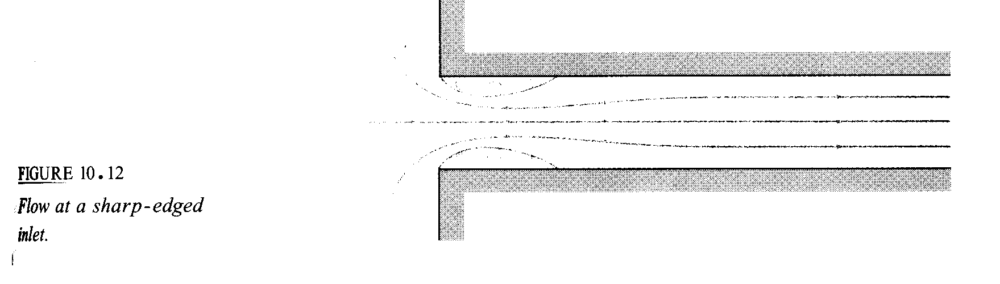 FIGURE 10.12
Flow at a sharp-edged
inlet.